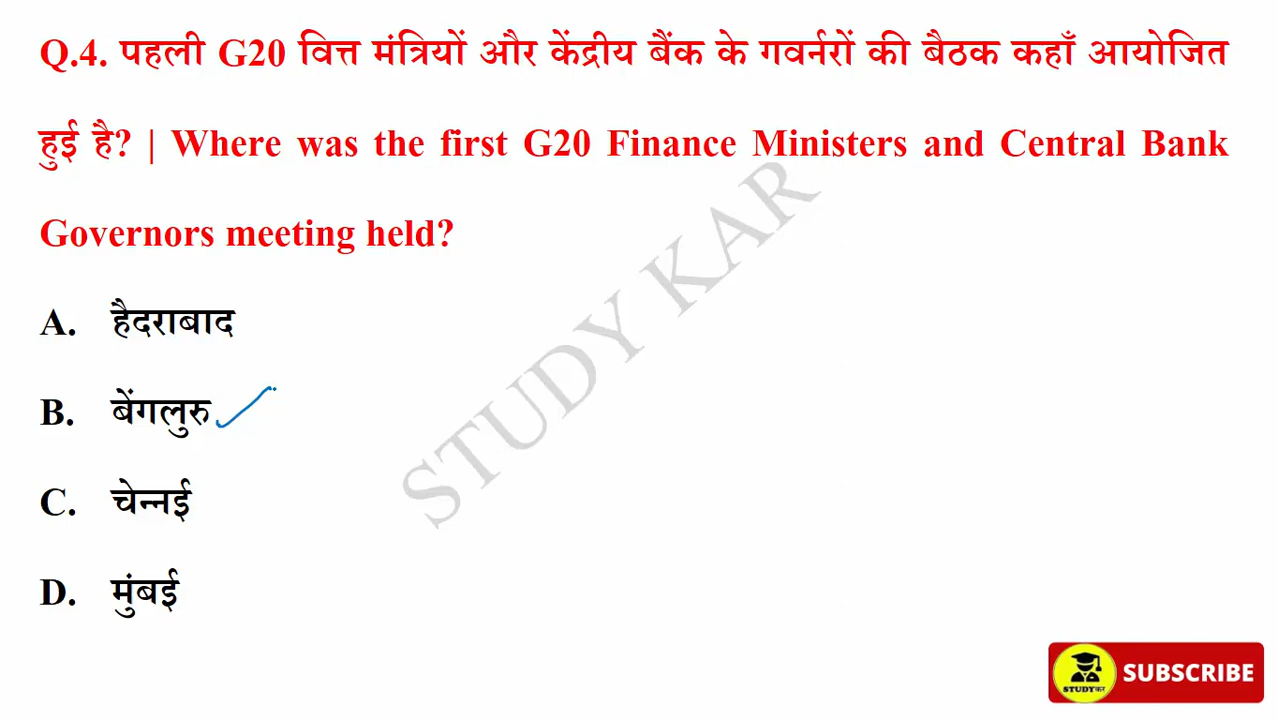 Q.4. पहली G20 वित्त मंत्रियों और केंद्रीय बैंक के गवर्नरों की बैठक कहाँ आयोजित
हुई है? | Where was the first G20 Finance Ministers and Central Bank
Governors meeting held?
A. हैदराबाद
B. बेंगलुरु
C. चेन्नई
D. मुंबई
STUDY KAR
STUDYकर
SUBSCRIBE